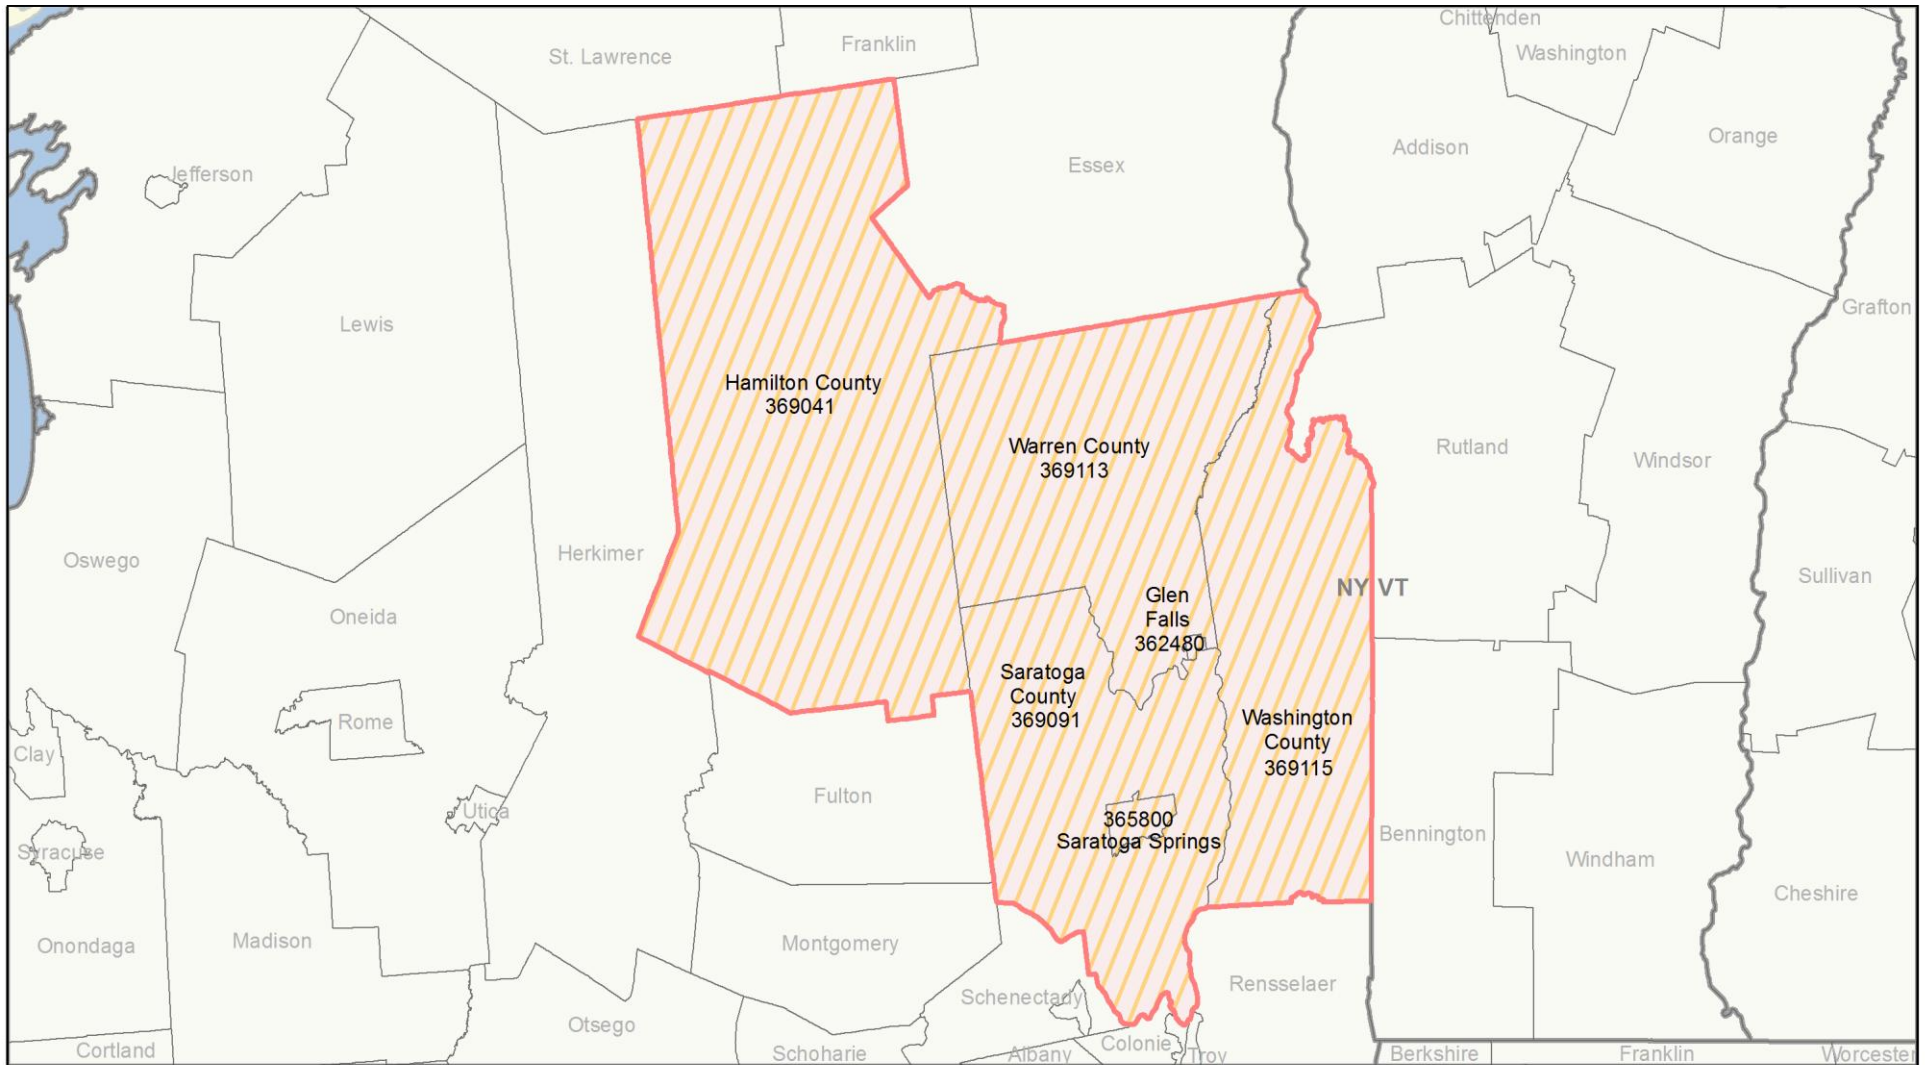 Chittenden
Franklin
St. Lawrence
Washington
Orange
Addison
Essex
Jefferson
Grafton
Lewis
Hamilton County
369041
Warren County
369113
Rutland
Windsor
Herkimer
Oswego
Sullivan
NY VT
Glen
Falls
362480
Oneida
Saratoga
County
369091
Washington
County
369115
Rome
Clay
Fulton
Utica
365800
Saratoga Springs
Bennington
Syracuse
Windham
Cheshire
Onondaga
Madison
Montgomery
Rensselaer
Schenectady
Otsego
Colonie
Cortland
Schoharie
Albany
Troy
Berkshire
Franklin
Worcester